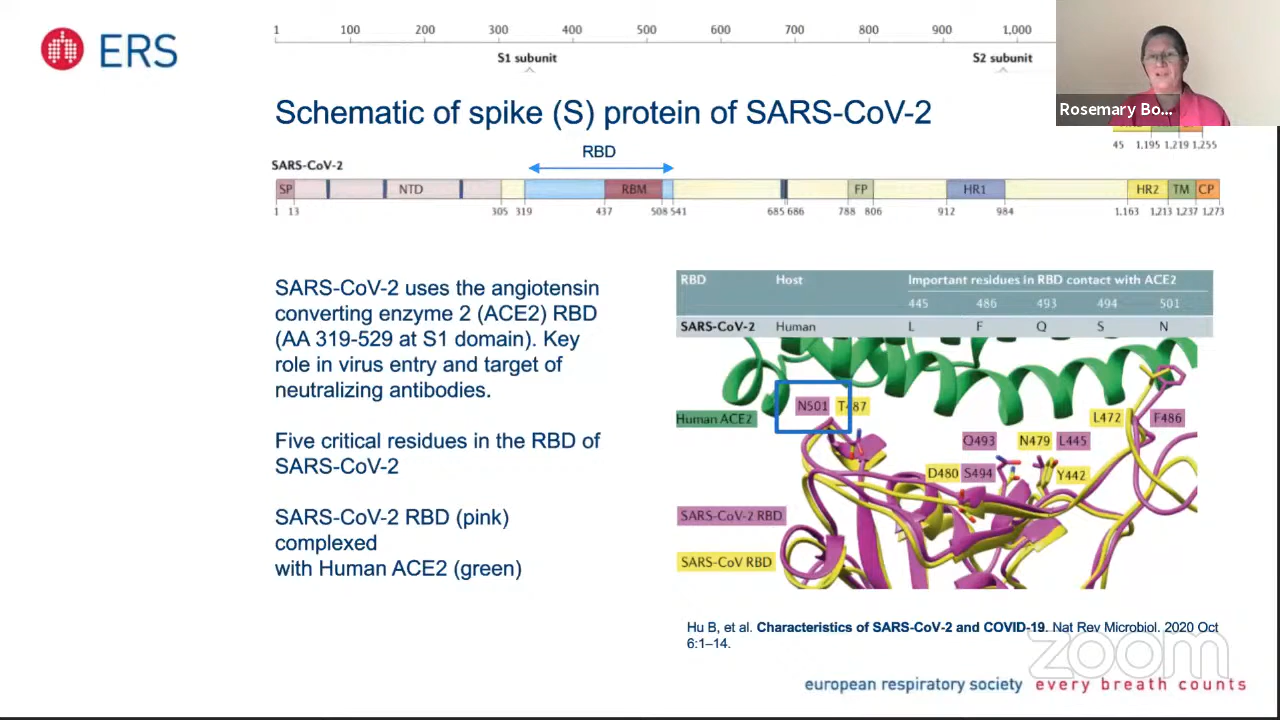 ERS
1 100 200 300 400 500 600 700 800 900 1,000
S1 subunit S2 subunit
Rosemary Bo...
45 1,195 1,219 1,255
Schematic of spike (S) protein of SARS-CoV-2
RBD
SARS-CoV-2
SP NTD RBM FP HR1 HR2 TM CP
1 13 305 319 437 508 541 685 686 788 806 912 984 1,163 1,213 1,237 1,273
SARS-CoV-2 uses the angiotensin
converting enzyme 2 (ACE2) RBD
(AA 319-529 at S1 domain). Key
role in virus entry and target of
neutralizing antibodies.
Five critical residues in the RBD of
SARS-CoV-2
SARS-CoV-2 RBD (pink)
complexed
with Human ACE2 (green)
RBD Host Important residues in RBD contact with ACE2
445 486 493 494 501
SARS-CoV-2 Human L F Q S N
N501 T487
Human ACE2 L472 F486
Q493 N479 L445
D480 S494 Y442
SARS-CoV-2 RBD
SARS-CoV RBD
Hu B, et al. Characteristics of SARS-CoV-2 and COVID-19. Nat Rev Microbiol. 2020 Oct
6:1–14.
zoom
european respiratory society every breath counts